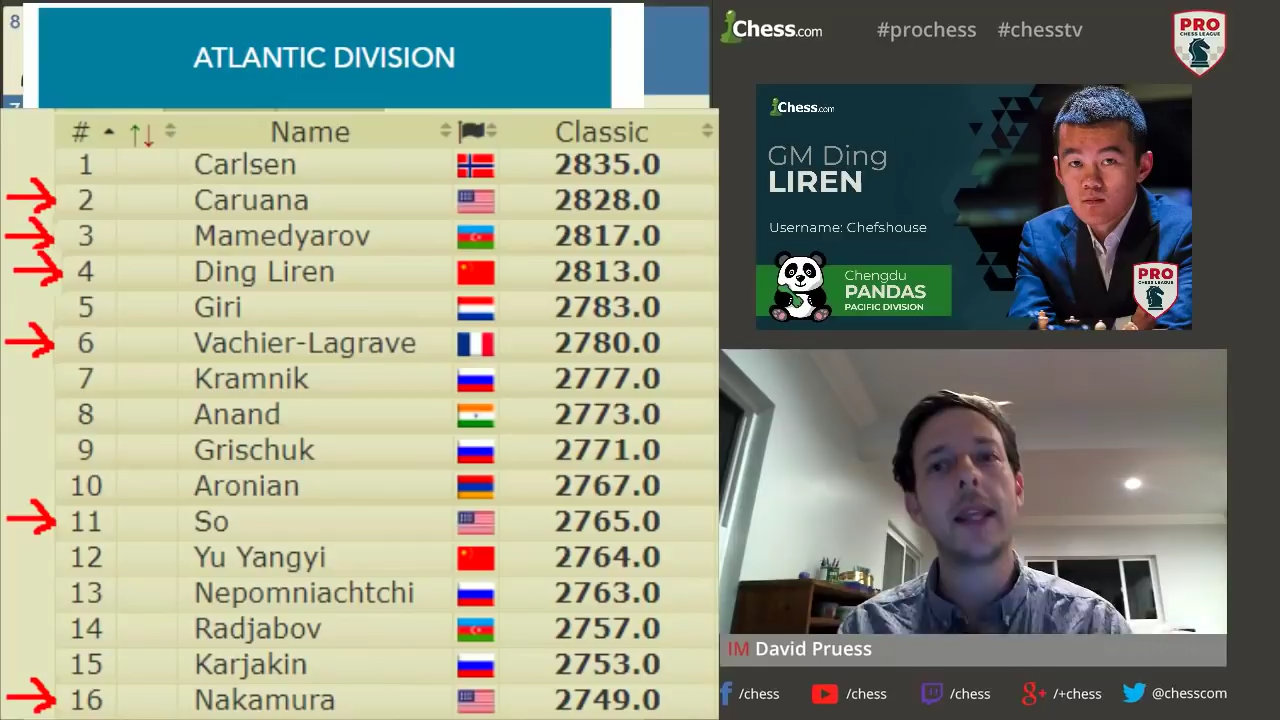 8
7
ATLANTIC DIVISION
# Name Classic
1 Carlsen 2835.0
2 Caruana 2828.0
3 Mamedyarov 2817.0
4 Ding Liren 2813.0
5 Giri 2783.0
6 Vachier-Lagrave 2780.0
7 Kramnik 2777.0
8 Anand 2773.0
9 Grischuk 2771.0
10 Aronian 2767.0
11 So 2765.0
12 Yu Yangyi 2764.0
13 Nepomniachtchi 2763.0
14 Radjabov 2757.0
15 Karjakin 2753.0
16 Nakamura 2749.0
Chess.com #prochess #chesstv
PRO
CHESS LEAGUE
Chess.com
GM Ding
LIREN
Username: Chefshouse
Chengdu
PANDAS
PACIFIC DIVISION
PRO
CHESS LEAGUE
IM David Pruess
/chess /chess /chess /+chess @chesscom